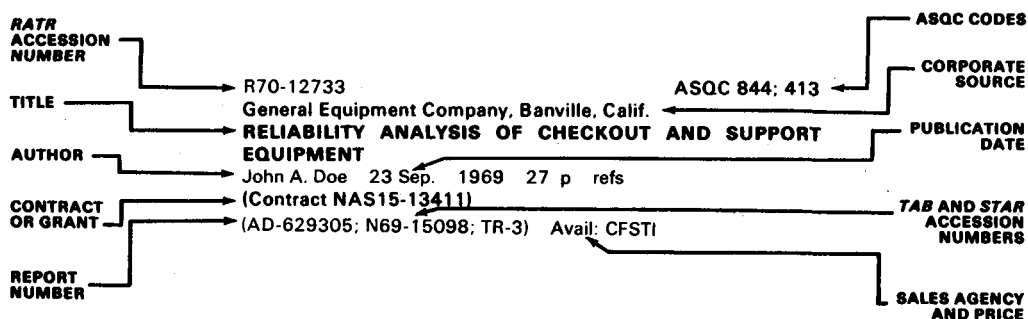 RATR
ACCESSION
NUMBER
ASQC CODES
R70-12733 ASQC 844; 413
CORPORATE
SOURCE
TITLE
General Equipment Company, Banville, Calif.
RELIABILITY ANALYSIS OF CHECKOUT AND SUPPORT
EQUIPMENT
PUBLICATION
DATE
AUTHOR
John A. Doe 23 Sep. 1969 27 p refs
CONTRACT
OR GRANT
(Contract NAS15-13411)
(AD-629305; N69-15098; TR-3) Avail: CFSTI
TAB AND STAR
ACCESSION
NUMBERS
REPORT
NUMBER
SALES AGENCY
AND PRICE